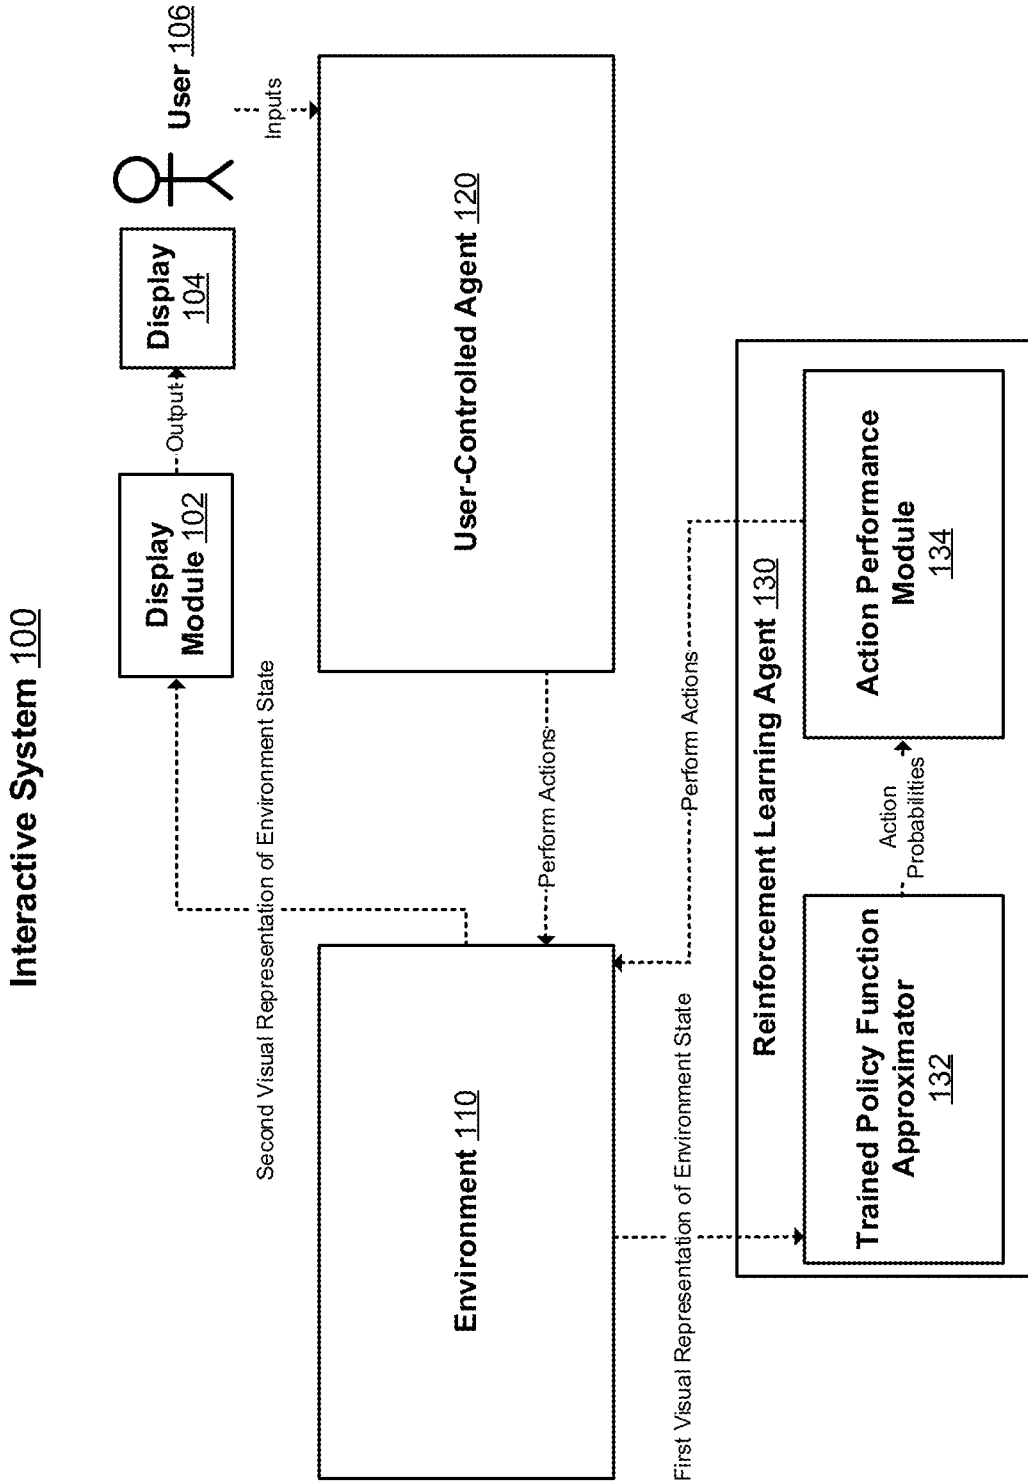 Interactive System 100
Display
Module 102
Output
Display
104
User 106
Inputs
Second Visual Representation of Environment State
Environment 110
Perform Actions
User-Controlled Agent 120
First Visual Representation of Environment State
Perform Actions
Reinforcement Learning Agent 130
Trained Policy Function
Approximator
132
Action
Probabilities
Action Performance
Module
134